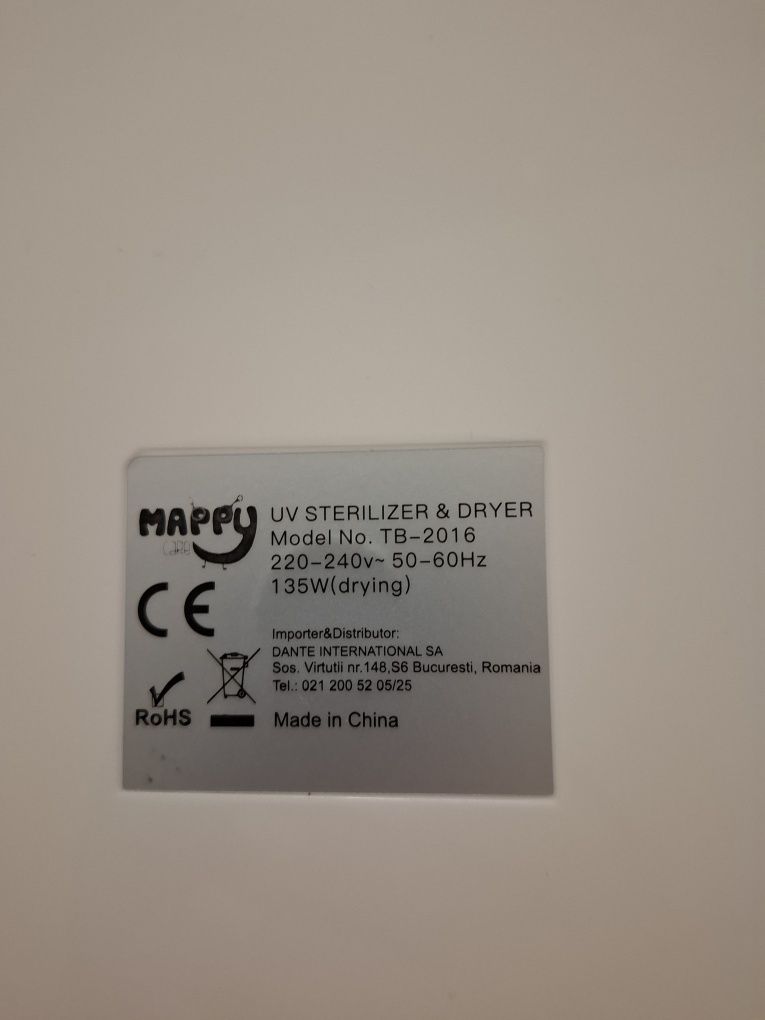 MAPPY
care
UV STERILIZER & DRYER
Model No. TB-2016
220-240v~ 50-60Hz
135W(drying)
CE
Importer&Distributor:
DANTE INTERNATIONAL SA
Sos. Virtutii nr.148,S6 Bucuresti, Romania
Tel.: 021 200 52 05/25
RoHS
Made in China